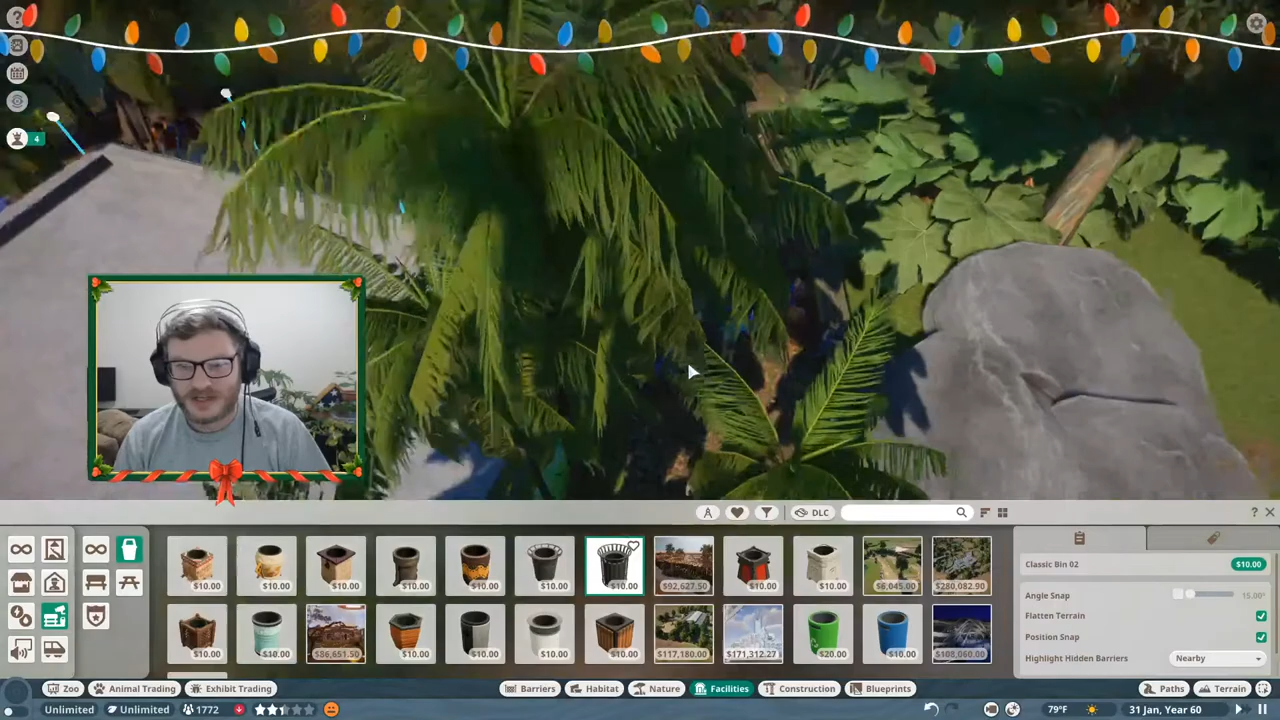 ?
4
DLC
? ×
$10.00 $10.00 $10.00 $10.00 $10.00 $10.00 $10.00 $92,627.50 $10.00 $10.00 $6,045.00 $280,082.90
$10.00 $10.00 $86,651.50 $10.00 $10.00 $10.00 $10.00 $117,180.00 $171,312.27 $20.00 $10.00 $108,060.00
Classic Bin 02 $10.00
Angle Snap 15.00°
Flatten Terrain
Position Snap
Highlight Hidden Barriers Nearby
Zoo Animal Trading Exhibit Trading Barriers Habitat Nature Facilities Construction Blueprints Paths Terrain
Unlimited Unlimited 1772 79°F 31 Jan, Year 60